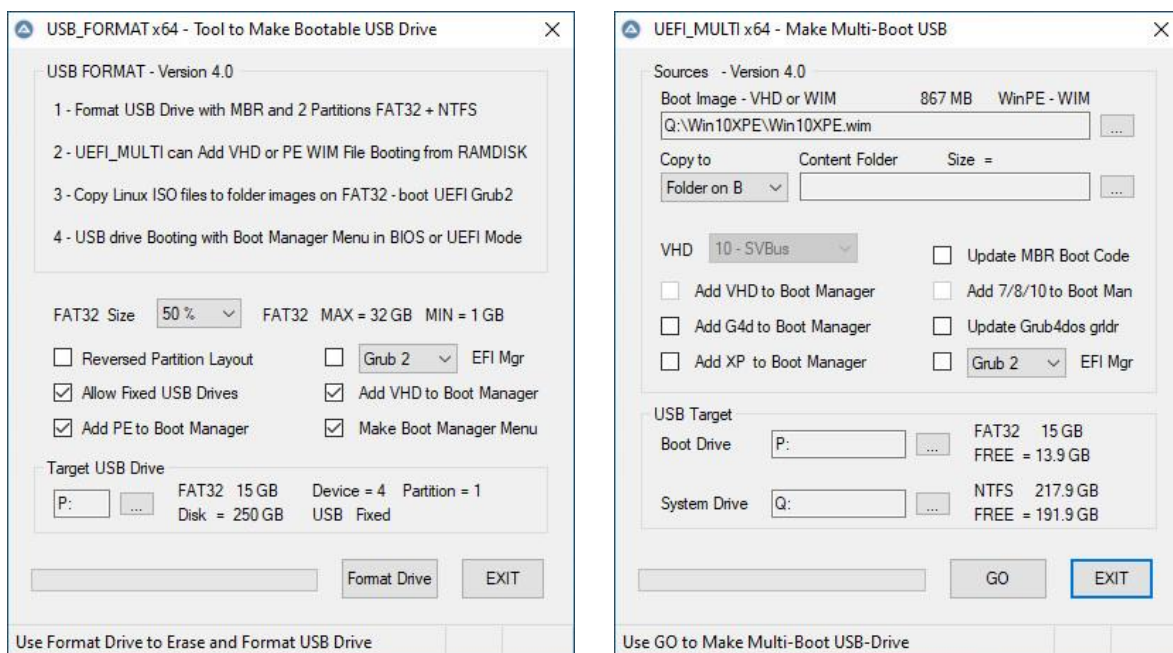 USB_FORMAT x64 - Tool to Make Bootable USB Drive
USB FORMAT - Version 4.0
1 - Format USB Drive with MBR and 2 Partitions FAT32 + NTFS
2 - UEFI_MULTI can Add VHD or PE WIM File Booting from RAMDISK
3 - Copy Linux ISO files to folder images on FAT32 - boot UEFI Grub2
4 - USB drive Booting with Boot Manager Menu in BIOS or UEFI Mode
FAT32 Size 50 % FAT32 MAX = 32 GB MIN = 1 GB
Reversed Partition Layout Grub 2 EFI Mgr
Allow Fixed USB Drives Add VHD to Boot Manager
Add PE to Boot Manager Make Boot Manager Menu
Target USB Drive
P: ... FAT32 15 GB Device = 4 Partition = 1
Disk = 250 GB USB Fixed
Format Drive EXIT
Use Format Drive to Erase and Format USB Drive
UEFI_MULTI x64 - Make Multi-Boot USB
Sources - Version 4.0
Boot Image - VHD or WIM 867 MB WinPE - WIM
Q:\Win10XPE\Win10XPE.wim ...
Copy to Content Folder Size =
Folder on B ...
VHD 10 - SVBus Update MBR Boot Code
Add VHD to Boot Manager Add 7/8/10 to Boot Man
Add G4d to Boot Manager Update Grub4dos grldr
Add XP to Boot Manager Grub 2 EFI Mgr
USB Target
Boot Drive P: ... FAT32 15 GB
FREE = 13.9 GB
System Drive Q: ... NTFS 217.9 GB
FREE = 191.9 GB
GO EXIT
Use GO to Make Multi-Boot USB-Drive